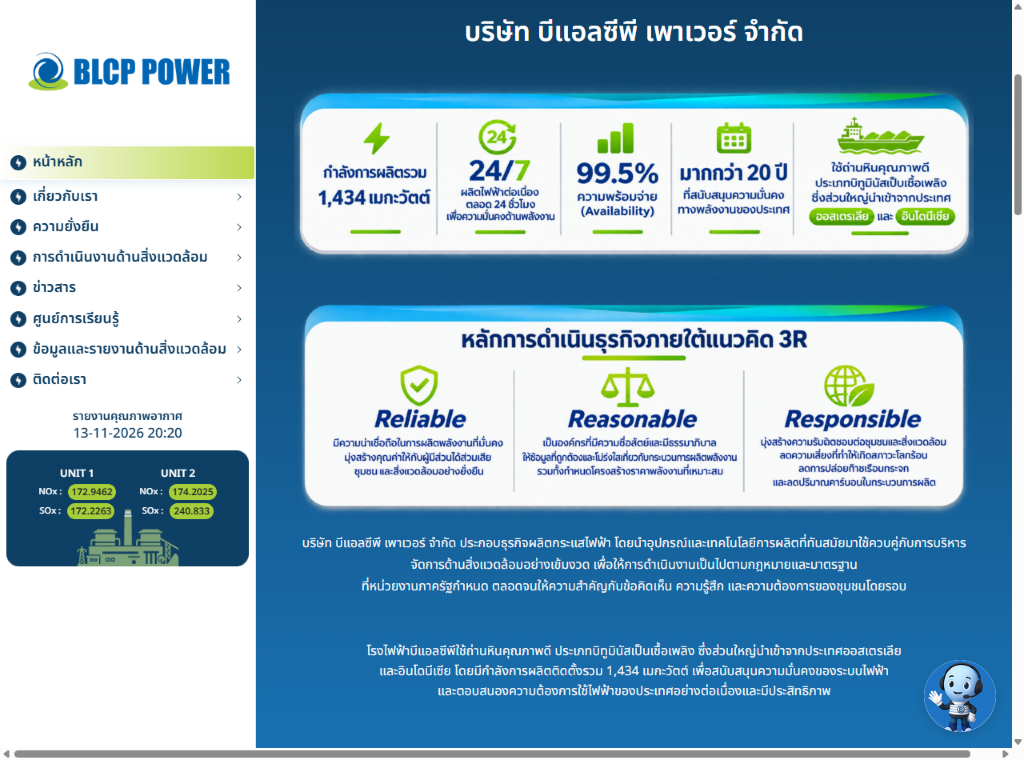 BLCP POWER
หน้าหลัก
เกี่ยวกับเรา
ความยั่งยืน
การดำเนินงานด้านสิ่งแวดล้อม
ข่าวสาร
ศูนย์การเรียนรู้
ข้อมูลและรายงานด้านสิ่งแวดล้อม
ติดต่อเรา
รายงานคุณภาพอากาศ
13-11-2026 20:20
UNIT 1
NOx : 172.9462
SOx : 172.2263
UNIT 2
NOx : 174.2025
SOx : 240.833
บริษัท บีแอลซีพี เพาเวอร์ จำกัด
กำลังการผลิตรวม
1,434 เมกะวัตต์
24
24/7
ผลิตไฟฟ้าต่อเนื่อง
ตลอด 24 ชั่วโมง
เพื่อความมั่นคงด้านพลังงาน
99.5%
ความพร้อมจ่าย
(Availability)
มากกว่า 20 ปี
ที่สนับสนุนความมั่นคง
ทางพลังงานของประเทศ
ใช้ถ่านหินคุณภาพดี
ประเภทบิทูมินัสเป็นเชื้อเพลิง
ซึ่งส่วนใหญ่นำเข้าจากประเทศ
ออสเตรเลีย และ อินโดนีเซีย
หลักการดำเนินธุรกิจภายใต้แนวคิด 3R
Reliable
มีความน่าเชื่อถือในการผลิตพลังงานที่มั่นคง
มุ่งสร้างคุณค่าให้กับผู้มีส่วนได้ส่วนเสีย
ชุมชน และสิ่งแวดล้อมอย่างยั่งยืน
Reasonable
เป็นองค์กรที่มีความซื่อสัตย์และมีธรรมาภิบาล
ให้ข้อมูลที่ถูกต้องและโปร่งใสเกี่ยวกับกระบวนการผลิตพลังงาน
รวมทั้งกำหนดโครงสร้างราคาพลังงานที่เหมาะสม
Responsible
มุ่งสร้างความรับผิดชอบต่อชุมชนและสิ่งแวดล้อม
ลดความเสี่ยงที่ทำให้เกิดสภาวะโลกร้อน
ลดการปล่อยก๊าซเรือนกระจก
และลดปริมาณคาร์บอนในกระบวนการผลิต
บริษัท บีแอลซีพี เพาเวอร์ จำกัด ประกอบธุรกิจผลิตกระแสไฟฟ้า โดยนำอุปกรณ์และเทคโนโลยีการผลิตที่ทันสมัยมาใช้ควบคู่กับการบริหาร
จัดการด้านสิ่งแวดล้อมอย่างเข้มงวด เพื่อให้การดำเนินงานเป็นไปตามกฎหมายและมาตรฐาน
ที่หน่วยงานภาครัฐกำหนด ตลอดจนให้ความสำคัญกับข้อคิดเห็น ความรู้สึก และความต้องการของชุมชนโดยรอบ
โรงไฟฟ้าบีแอลซีพีใช้ถ่านหินคุณภาพดี ประเภทบิทูมินัสเป็นเชื้อเพลิง ซึ่งส่วนใหญ่นำเข้าจากประเทศออสเตรเลีย
และอินโดนีเซีย โดยมีกำลังการผลิตติดตั้งรวม 1,434 เมกะวัตต์ เพื่อสนับสนุนความมั่นคงของระบบไฟฟ้า
และตอบสนองความต้องการใช้ไฟฟ้าของประเทศอย่างต่อเนื่องและมีประสิทธิภาพ